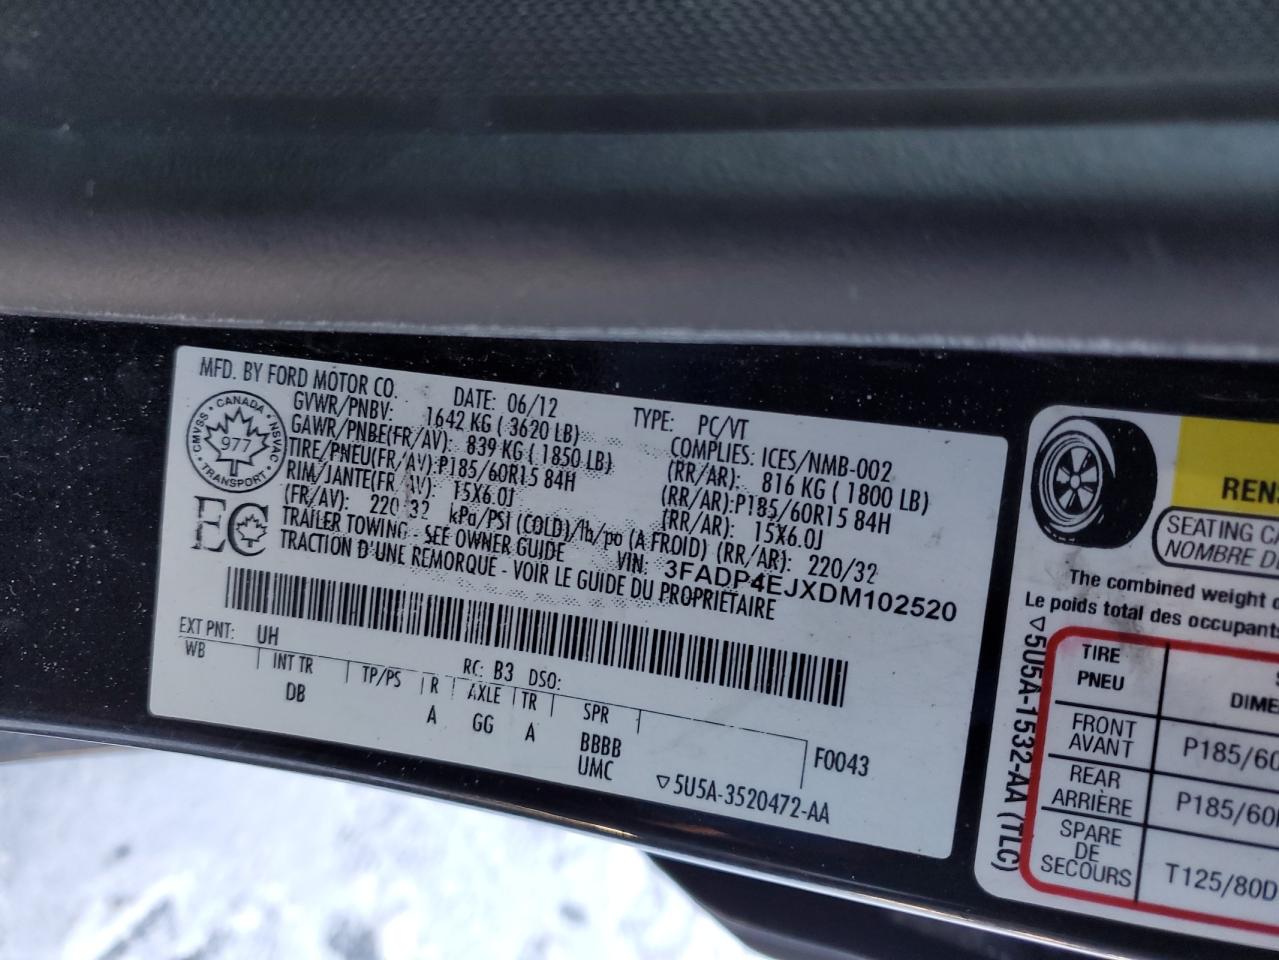 MFD. BY FORD MOTOR CO.
DATE: 06/12
TYPE: PC/VT
GVWR/PNBV: 1642 KG ( 3620 LB)
COMPLIES: ICES/NMB-002
GAWR/PNBE(FR/AV): 839 KG ( 1850 LB)
(RR/AR): 816 KG ( 1800 LB)
TIRE/PNEU(FR/AV): P185/60R15 84H
(RR/AR): P185/60R15 84H
RIM/JANTE(FR/AV): 15X6.0J
(RR/AR): 15X6.0J
(FR/AV): 220/32 kPa/PSI (COLD)/lb/po (A FROID) (RR/AR): 220/32
TRAILER TOWING - SEE OWNER GUIDE
VIN: 3FADP4EJXDM102520
TRACTION D'UNE REMORQUE - VOIR LE GUIDE DU PROPRIÉTAIRE
CMVSS • CANADA • NSVAC • TRANSPORT
977
EC
EXT PNT: UH
RC: B3 DSO:
WB INT TR TP/PS R AXLE TR SPR
DB A GG A BBBB
UMC
F0043
▽5U5A-3520472-AA
REN
SEATING CA
NOMBRE D
The combined weight
Le poids total des occupant
▽5U5A-1532-AA (TLC)
TIRE
PNEU
DIME
FRONT
AVANT
P185/60
REAR
ARRIÈRE
P185/60
SPARE
DE
SECOURS
T125/80D